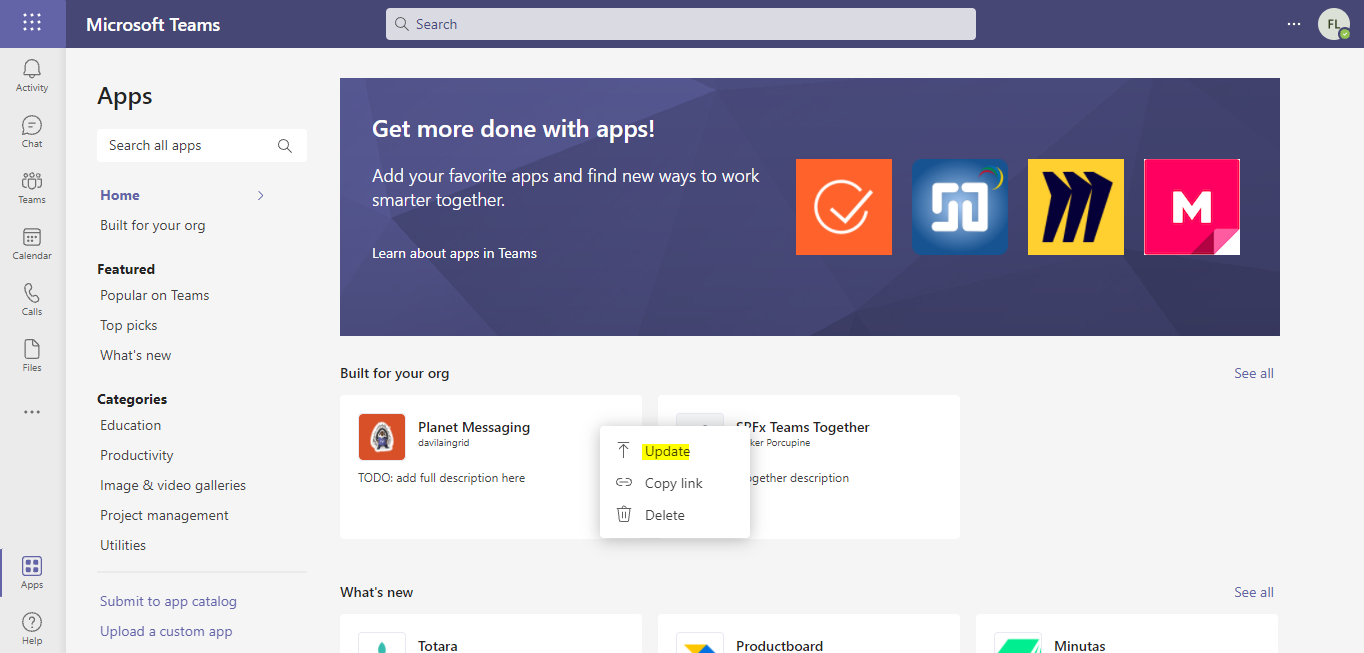 Microsoft Teams
Search
FL
Activity
Chat
Teams
Calendar
Calls
Files
Apps
Help
Apps
Search all apps
Home
Built for your org
Featured
Popular on Teams
Top picks
What's new
Categories
Education
Productivity
Image & video galleries
Project management
Utilities
Submit to app catalog
Upload a custom app
Get more done with apps!
Add your favorite apps and find new ways to work
smarter together.
Learn about apps in Teams
M
Built for your org
See all
Planet Messaging
davilaingrid
TODO: add full description here
SPFx Teams Together
ker Porcupine
ogether description
Update
Copy link
Delete
What's new
See all
Totara
Productboard
Minutas